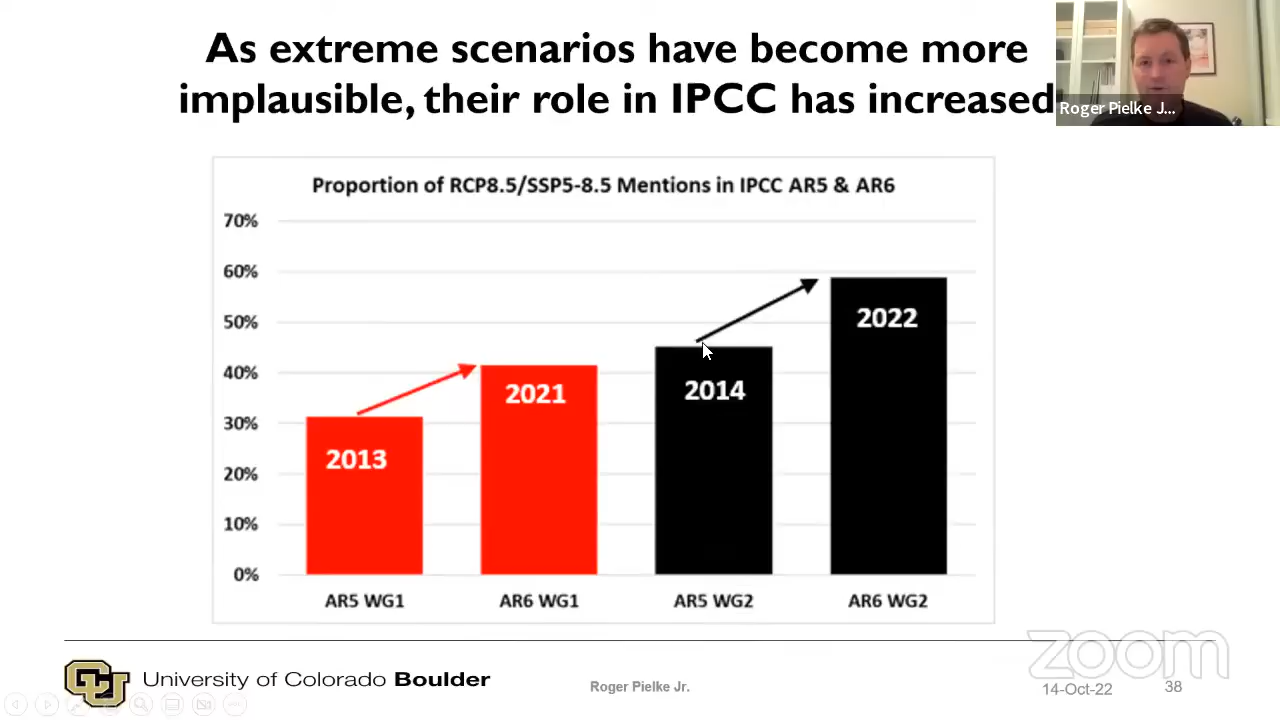 As extreme scenarios have become more
implausible, their role in IPCC has increased
Roger Pielke J...
Proportion of RCP8.5/SSP5-8.5 Mentions in IPCC AR5 & AR6
70%
60%
50%
40%
30%
20%
10%
0%
2013
2021
2014
2022
AR5 WG1
AR6 WG1
AR5 WG2
AR6 WG2
CU
University of Colorado Boulder
Roger Pielke Jr.
zoom
14-Oct-22
38